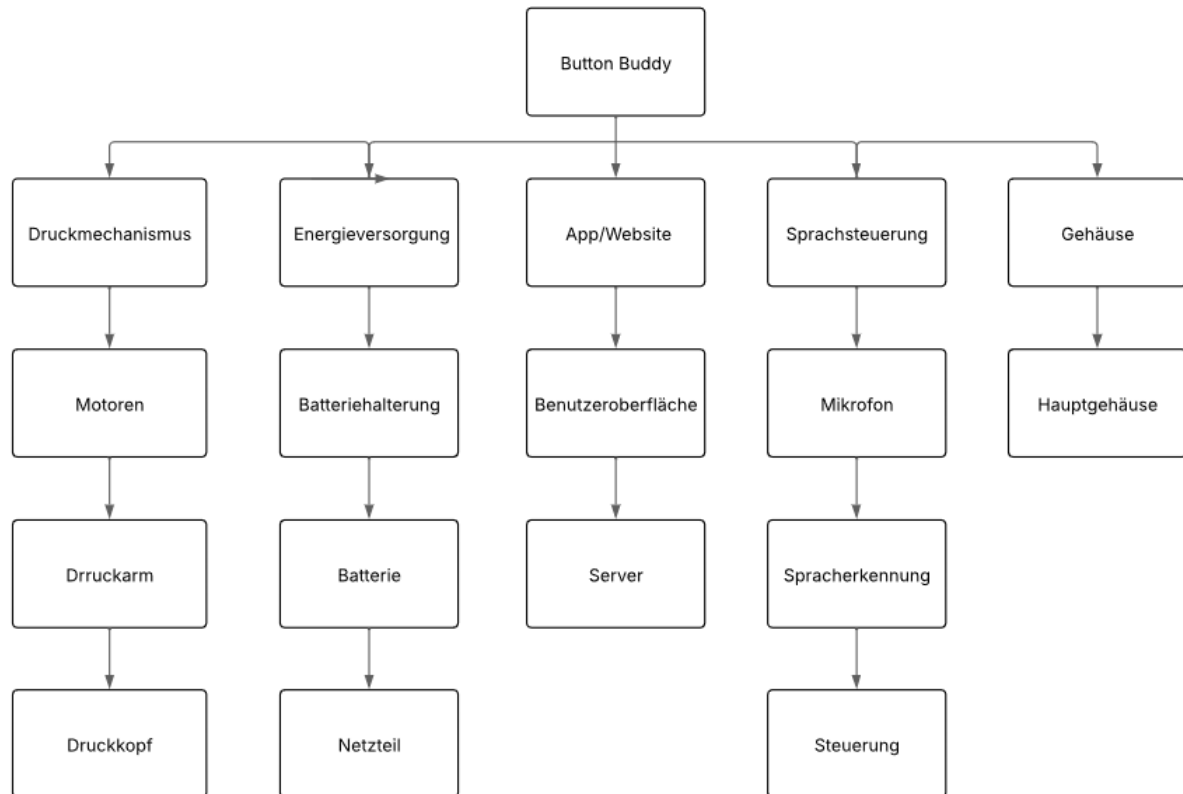 Button Buddy
Druckmechanismus
Energieversorgung
App/Website
Sprachsteuerung
Gehäuse
Motoren
Batteriehalterung
Benutzeroberfläche
Mikrofon
Hauptgehäuse
Drruckarm
Batterie
Server
Spracherkennung
Druckkopf
Netzteil
Steuerung